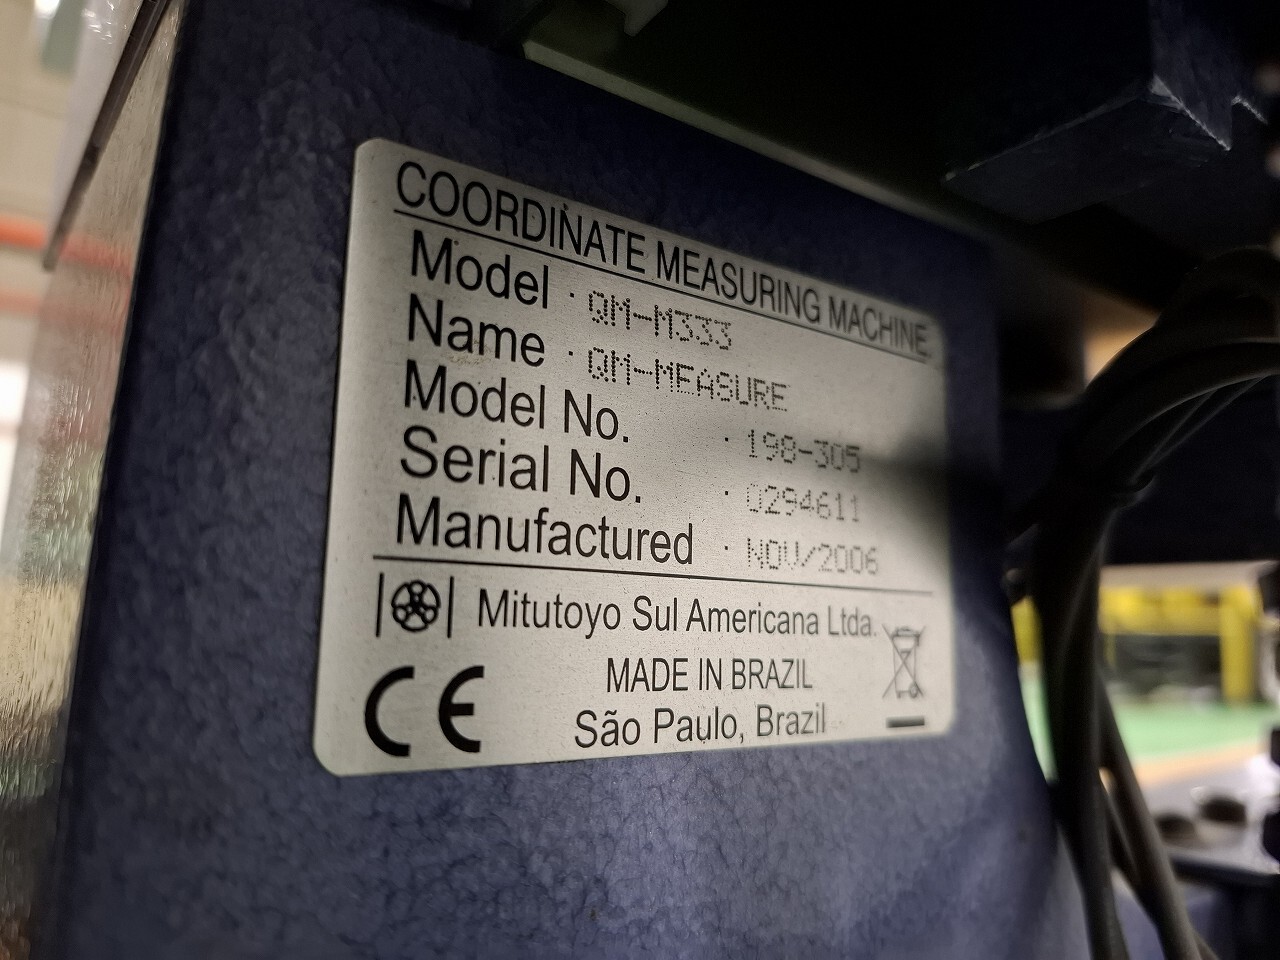 COORDINATE MEASURING MACHINE
Model : QM-M333
Name : QM-MEASURE
Model No. : 198-305
Serial No. : 0294611
Manufactured : NOV/2006
Mitutoyo Sul Americana Ltda.
MADE IN BRAZIL
São Paulo, Brazil
CE